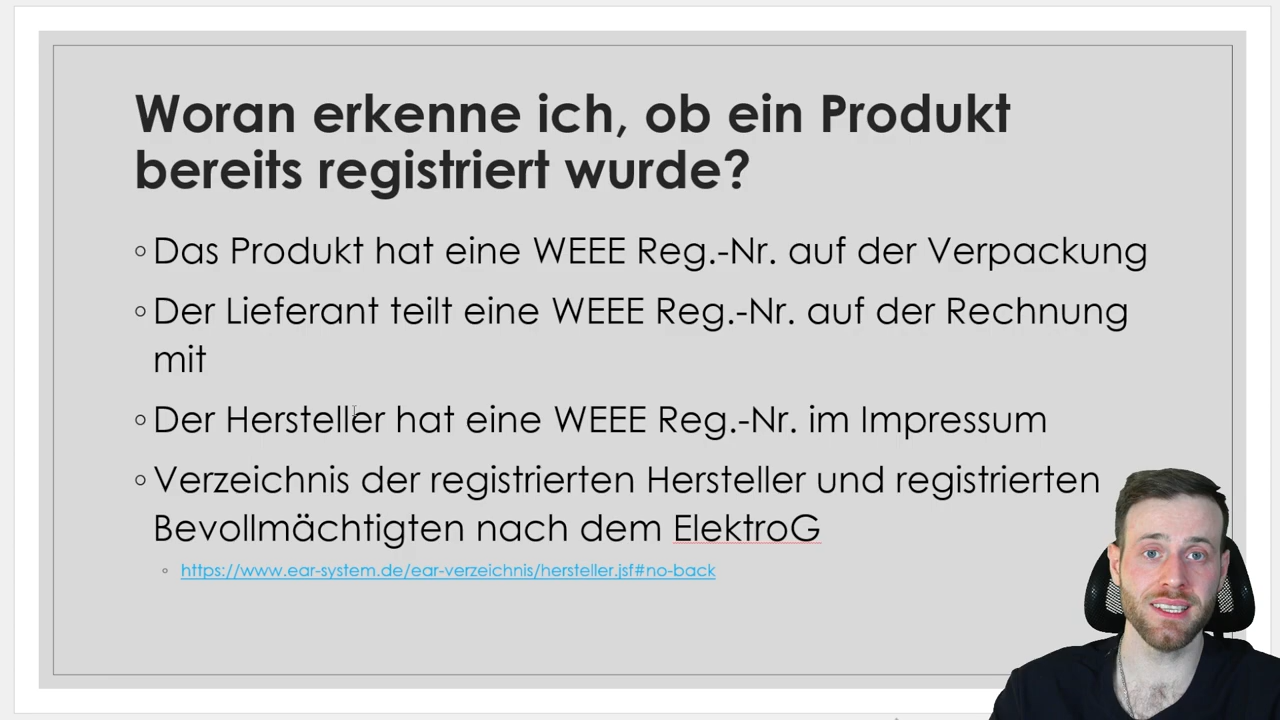 Woran erkenne ich, ob ein Produkt
bereits registriert wurde?
◦Das Produkt hat eine WEEE Reg.-Nr. auf der Verpackung
◦Der Lieferant teilt eine WEEE Reg.-Nr. auf der Rechnung
mit
◦Der Hersteller hat eine WEEE Reg.-Nr. im Impressum
◦Verzeichnis der registrierten Hersteller und registrierten
Bevollmächtigten nach dem ElektroG
◦ https://www.ear-system.de/ear-verzeichnis/hersteller.jsf#no-back